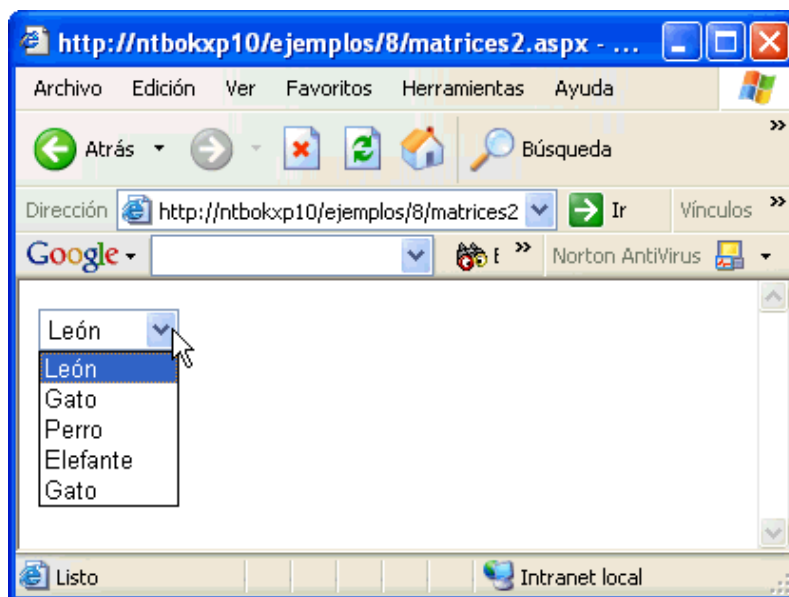 http://ntbokxp10/ejemplos/8/matrices2.aspx - ...
Archivo Edición Ver Favoritos Herramientas Ayuda
Atrás Búsqueda »
Dirección http://ntbokxp10/ejemplos/8/matrices2 Ir Vínculos »
Google E » Norton AntiVirus
León
León
Gato
Perro
Elefante
Gato
Listo Intranet local